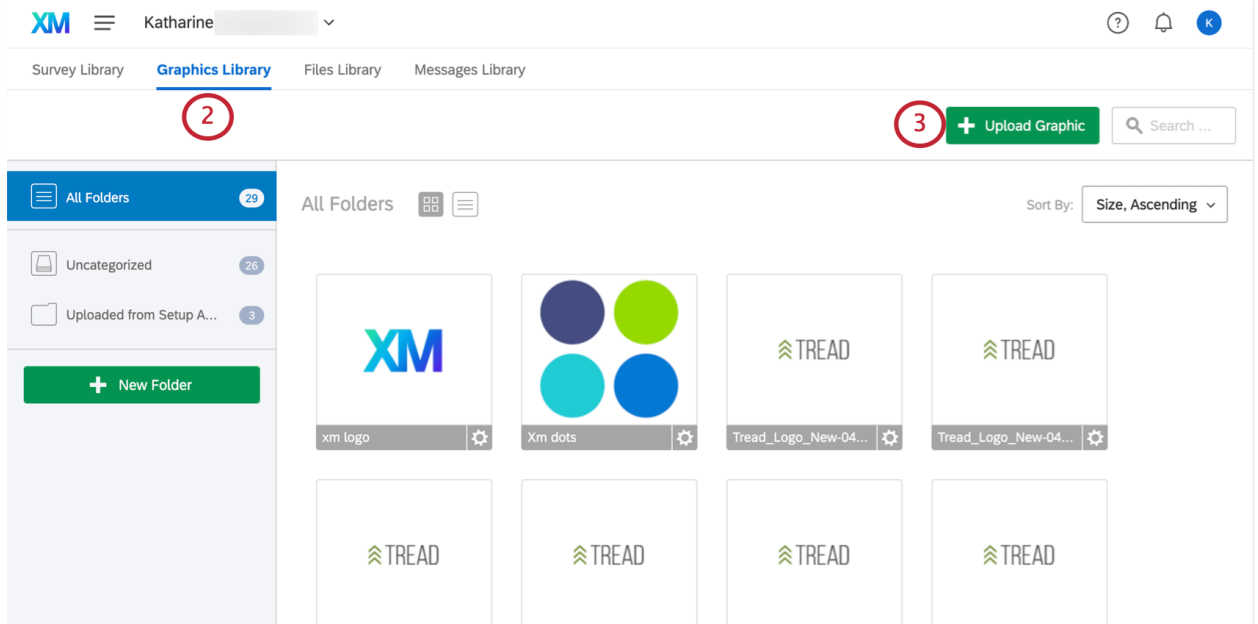 XM Katharine ? K
Survey Library Graphics Library Files Library Messages Library
2 3 + Upload Graphic Search ...
All Folders 29 All Folders Sort By: Size, Ascending
Uncategorized 26
Uploaded from Setup A... 3
+ New Folder
XM TREAD TREAD
xm logo Xm dots Tread_Logo_New-04... Tread_Logo_New-04...
TREAD TREAD TREAD TREAD